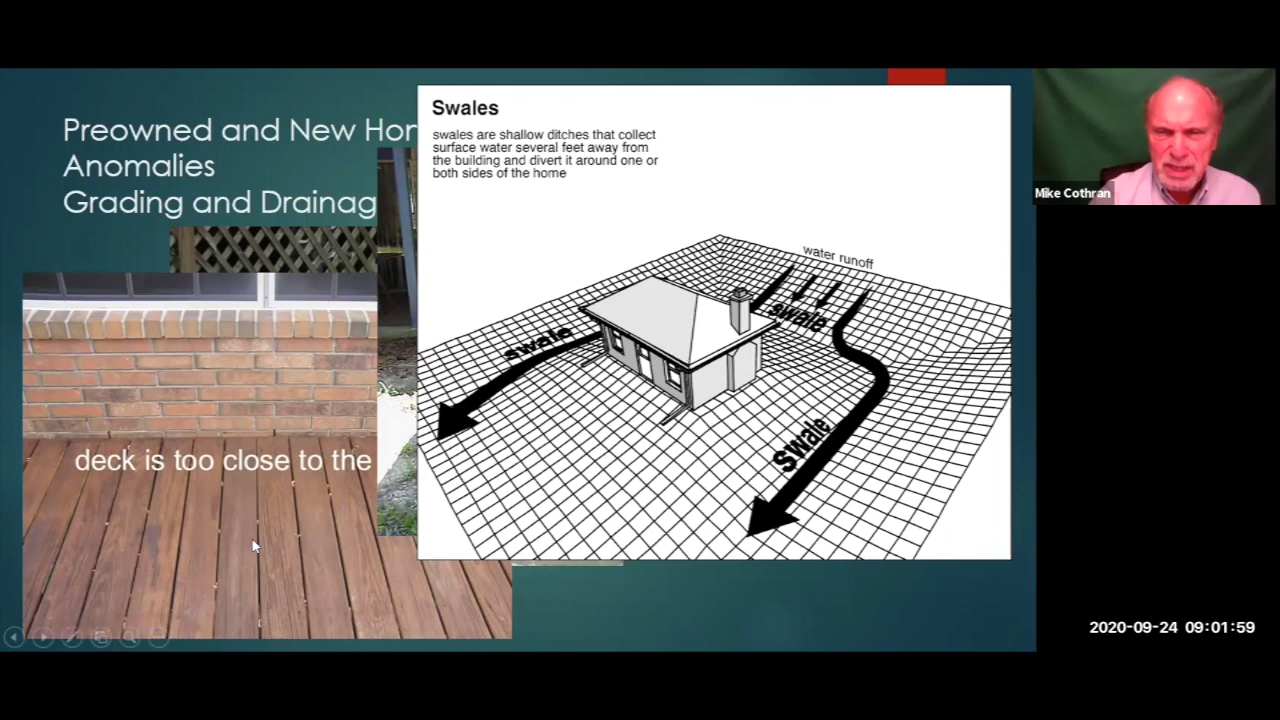 Preowned and New Hor
Anomalies
Grading and Drainag
Swales
swales are shallow ditches that collect
surface water several feet away from
the building and divert it around one or
both sides of the home
water runoff
swale
swale
swale
deck is too close to the
Mike Cothran
2020-09-24 09:01:59